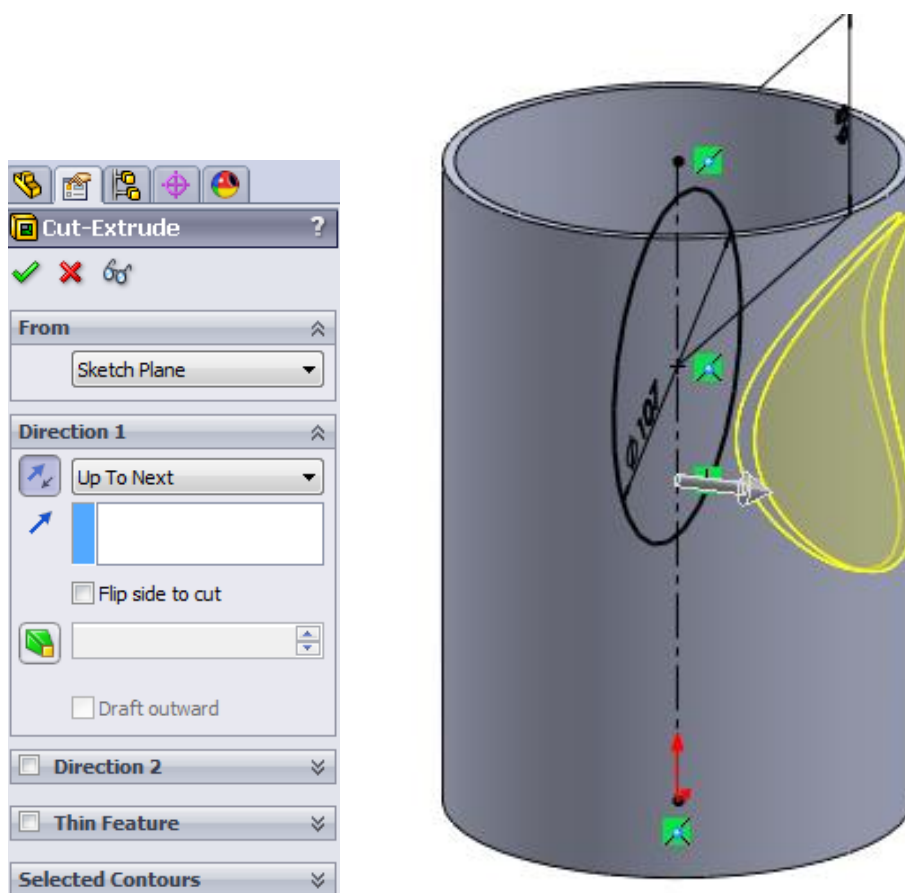 Cut-Extrude ?
From
Sketch Plane
Direction 1
Up To Next
Flip side to cut
Draft outward
Direction 2
Thin Feature
Selected Contours
Ø 107